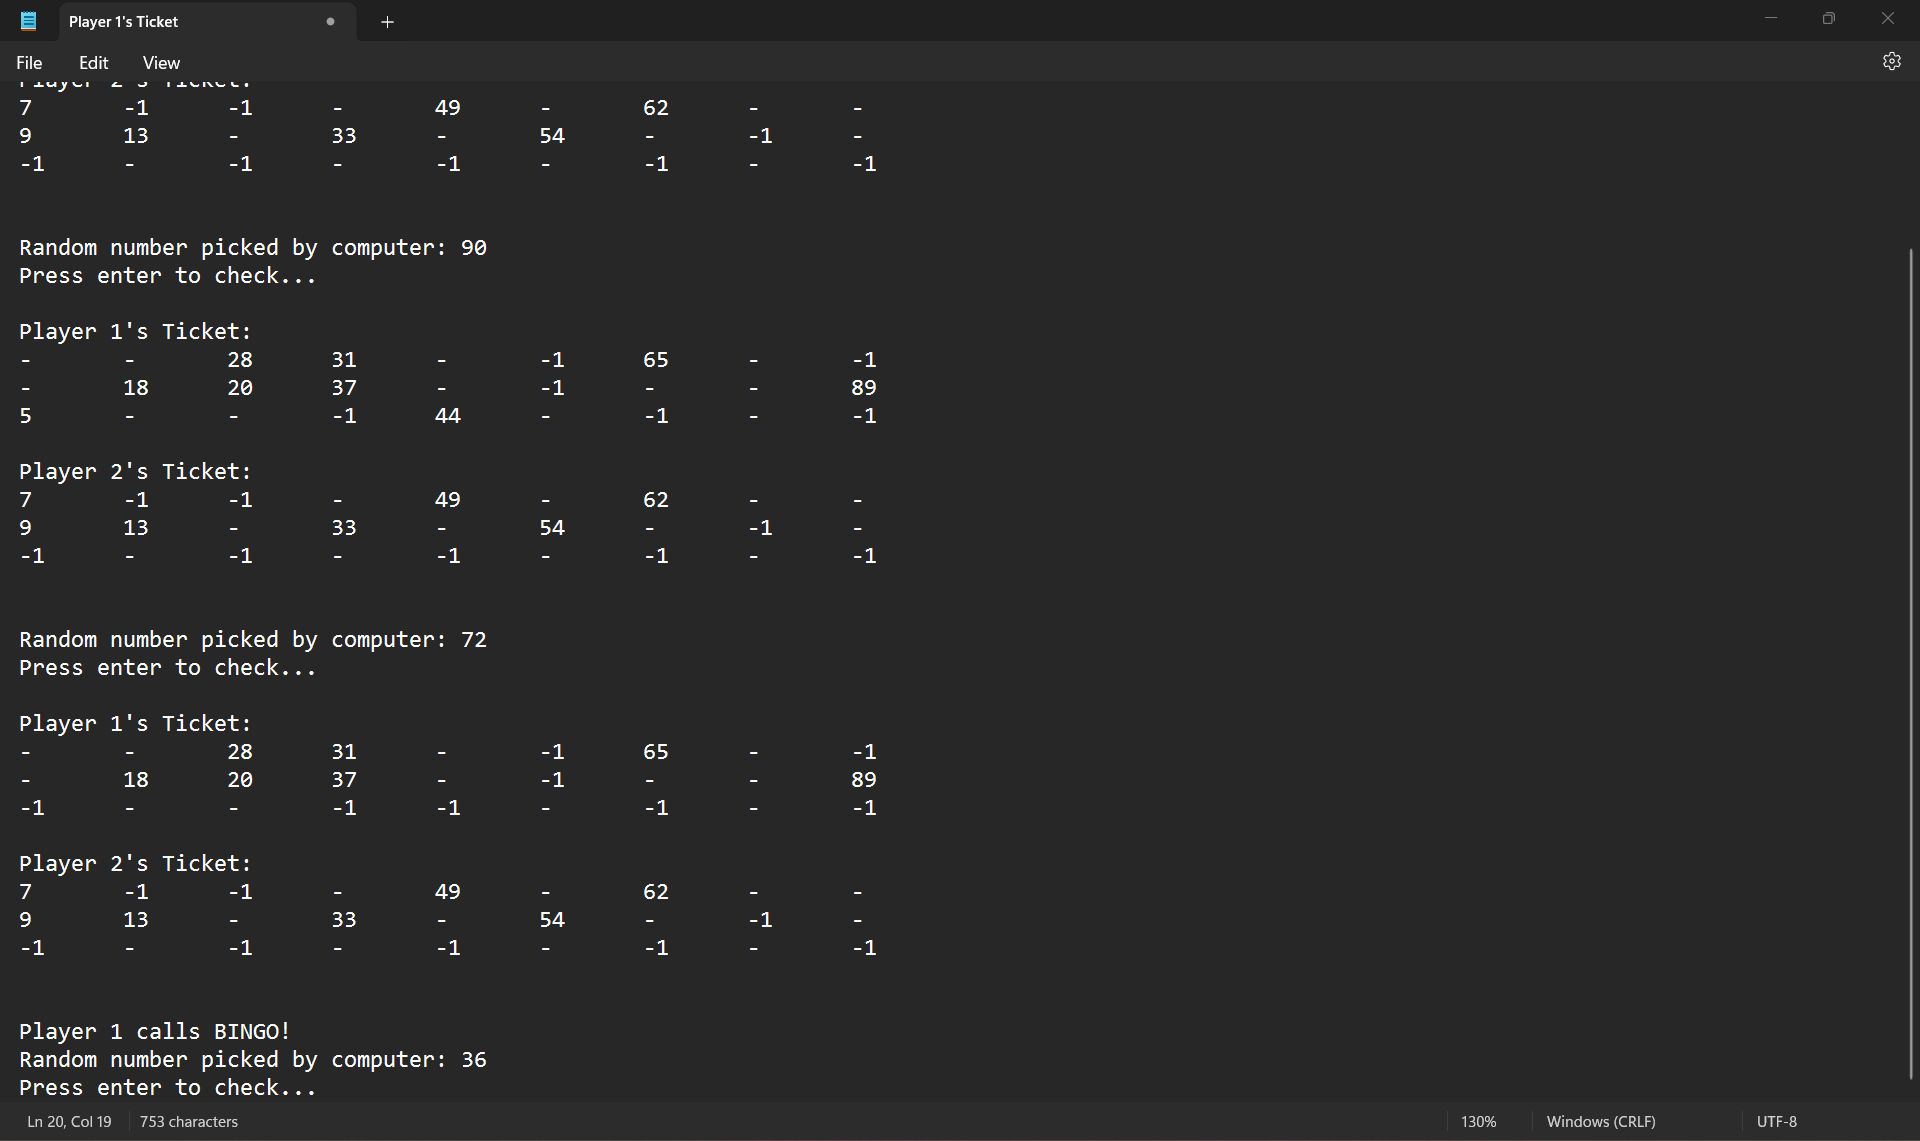 Player 1's Ticket
File Edit View
Player 2's Ticket:
7 -1 -1 - 49 - 62 - -
9 13 - 33 - 54 - -1 -
-1 - -1 - -1 - -1 - -1
Random number picked by computer: 90
Press enter to check...
Player 1's Ticket:
- - 28 31 - -1 65 - -1
- 18 20 37 - -1 - - 89
5 - - -1 44 - -1 - -1
Player 2's Ticket:
7 -1 -1 - 49 - 62 - -
9 13 - 33 - 54 - -1 -
-1 - -1 - -1 - -1 - -1
Random number picked by computer: 72
Press enter to check...
Player 1's Ticket:
- - 28 31 - -1 65 - -1
- 18 20 37 - -1 - - 89
-1 - - -1 -1 - -1 - -1
Player 2's Ticket:
7 -1 -1 - 49 - 62 - -
9 13 - 33 - 54 - -1 -
-1 - -1 - -1 - -1 - -1
Player 1 calls BINGO!
Random number picked by computer: 36
Press enter to check...
Ln 20, Col 19 753 characters 130% Windows (CRLF) UTF-8